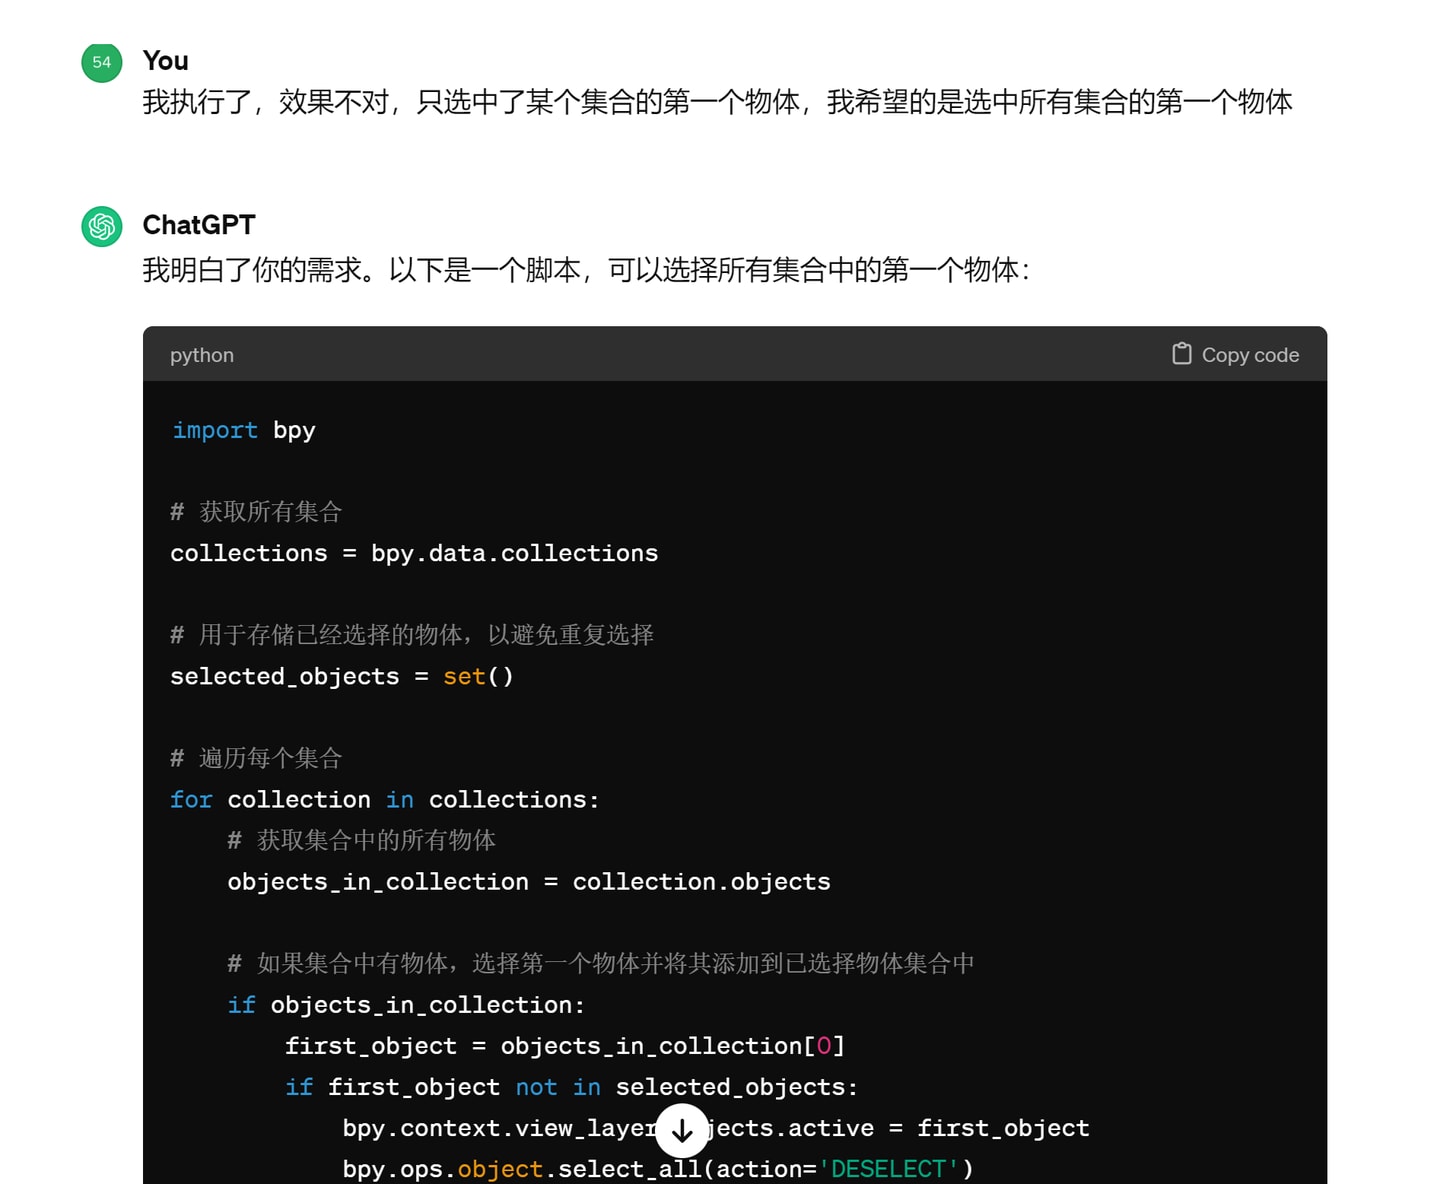 54
You
我执行了，效果不对，只选中了某个集合的第一个物体，我希望的是选中所有集合的第一个物体
ChatGPT
我明白了你的需求。以下是一个脚本，可以选择所有集合中的第一个物体：
python
Copy code
import bpy
# 获取所有集合
collections = bpy.data.collections
# 用于存储已经选择的物体，以避免重复选择
selected_objects = set()
# 遍历每个集合
for collection in collections:
# 获取集合中的所有物体
objects_in_collection = collection.objects
# 如果集合中有物体，选择第一个物体并将其添加到已选择物体集合中
if objects_in_collection:
first_object = objects_in_collection[0]
if first_object not in selected_objects:
bpy.context.view_layer jects.active = first_object
bpy.ops.object.select_all(action='DESELECT')